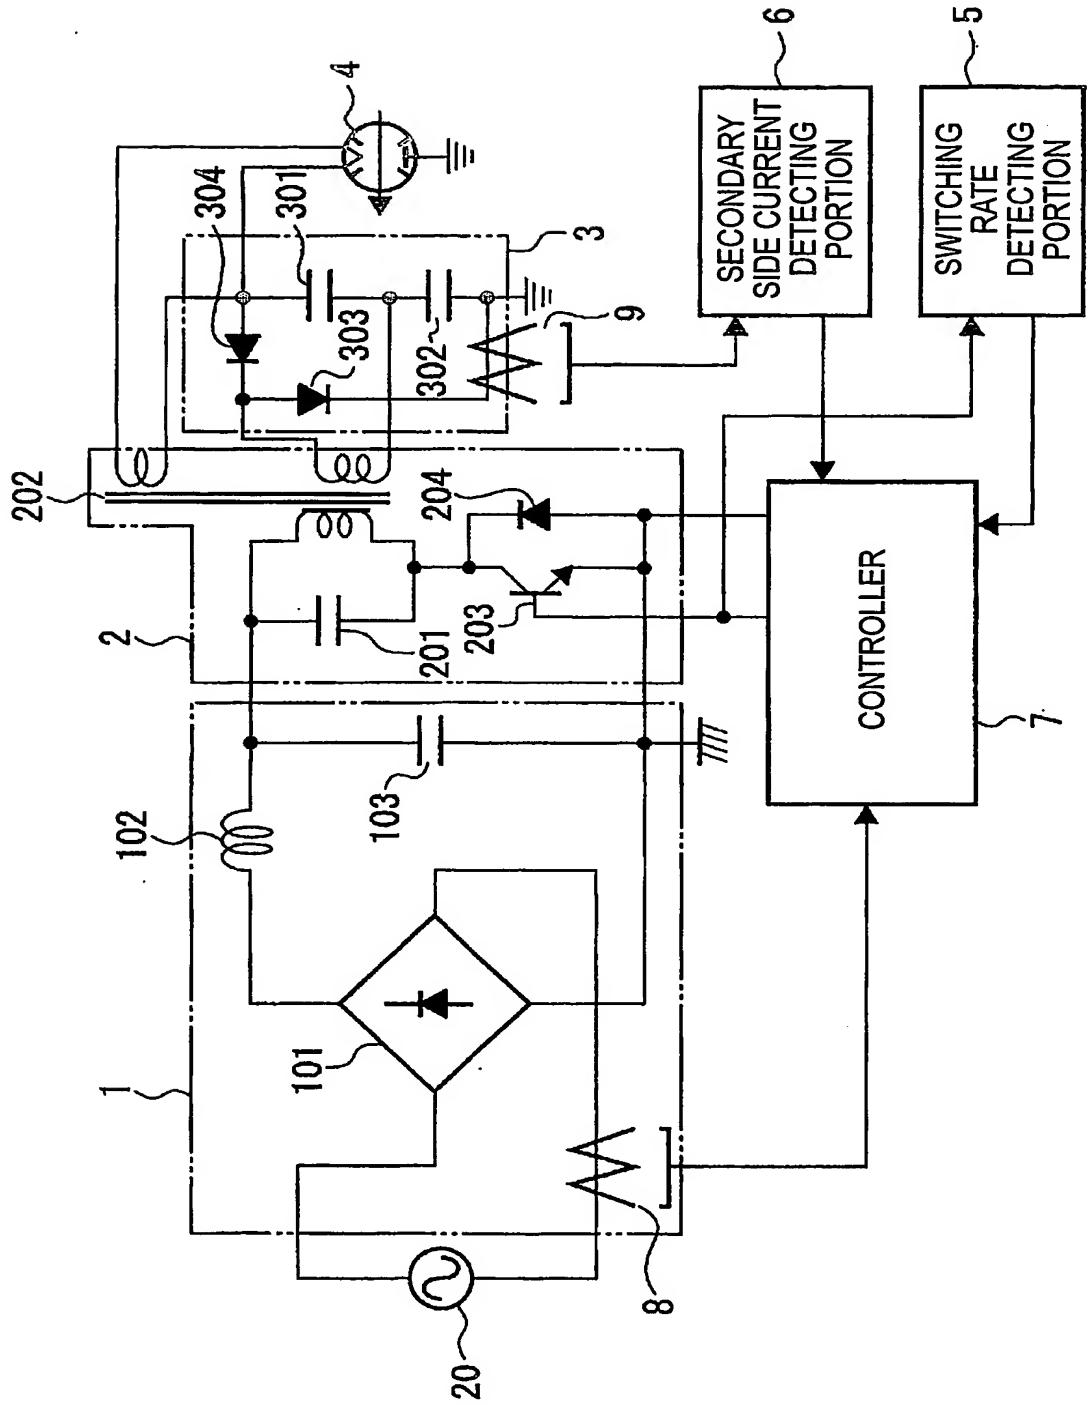 1
101
102
103
2
201
202
203
204
3
301
302
303
304
4
20
8
9
SECONDARY
SIDE CURRENT
DETECTING
PORTION
6
SWITCHING
RATE
DETECTING
PORTION
5
CONTROLLER
7